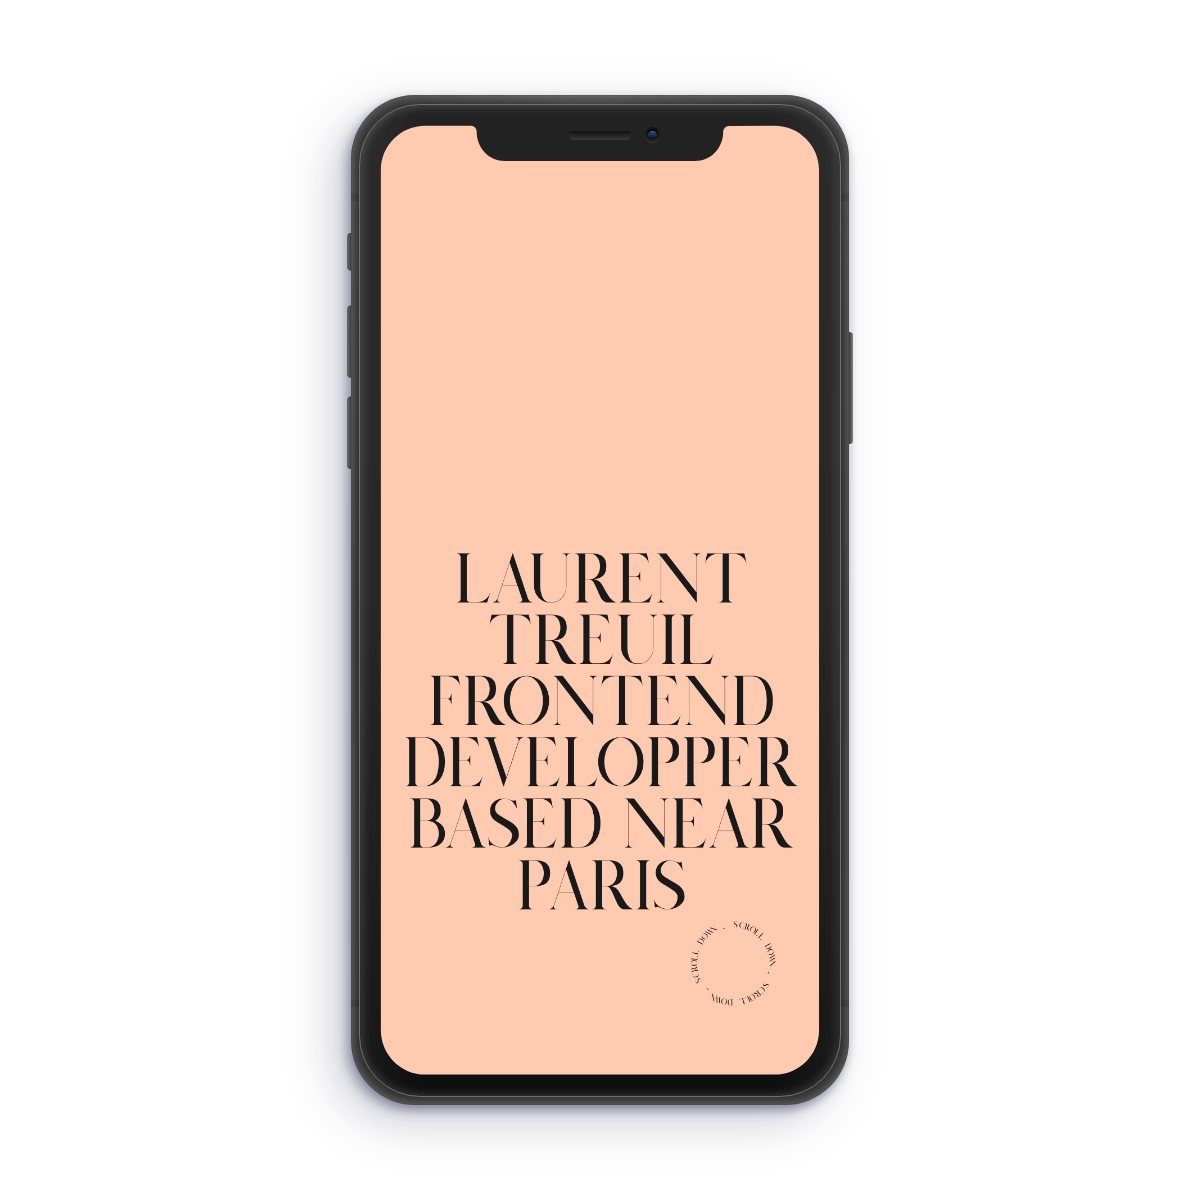 LAURENT
TREUIL
FRONTEND
DEVELOPPER
BASED NEAR
PARIS
SCROLL DOWN - SCROLL DOWN - SCROLL DOWN -